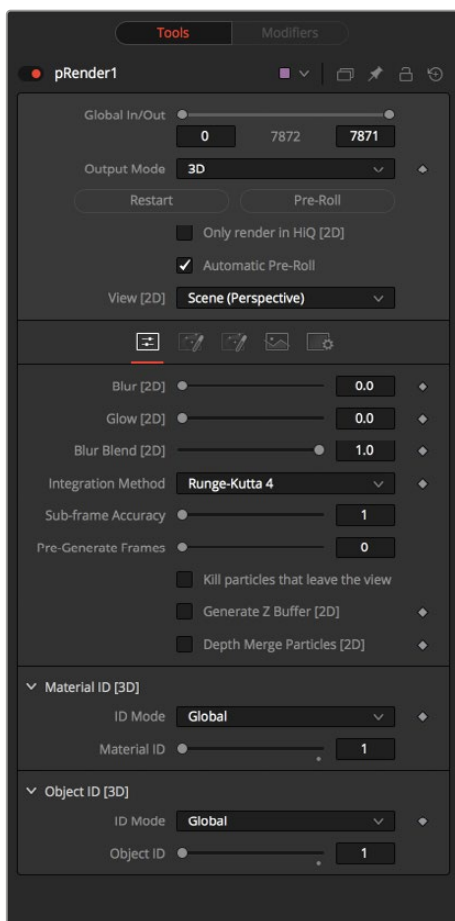 Tools Modifiers
pRender1
Global In/Out
0 7872 7871
Output Mode 3D
Restart Pre-Roll
Only render in HiQ [2D]
Automatic Pre-Roll
View [2D] Scene (Perspective)
Blur [2D] 0.0
Glow [2D] 0.0
Blur Blend [2D] 1.0
Integration Method Runge-Kutta 4
Sub-frame Accuracy 1
Pre-Generate Frames 0
Kill particles that leave the view
Generate Z Buffer [2D]
Depth Merge Particles [2D]
Material ID [3D]
ID Mode Global
Material ID 1
Object ID [3D]
ID Mode Global
Object ID 1